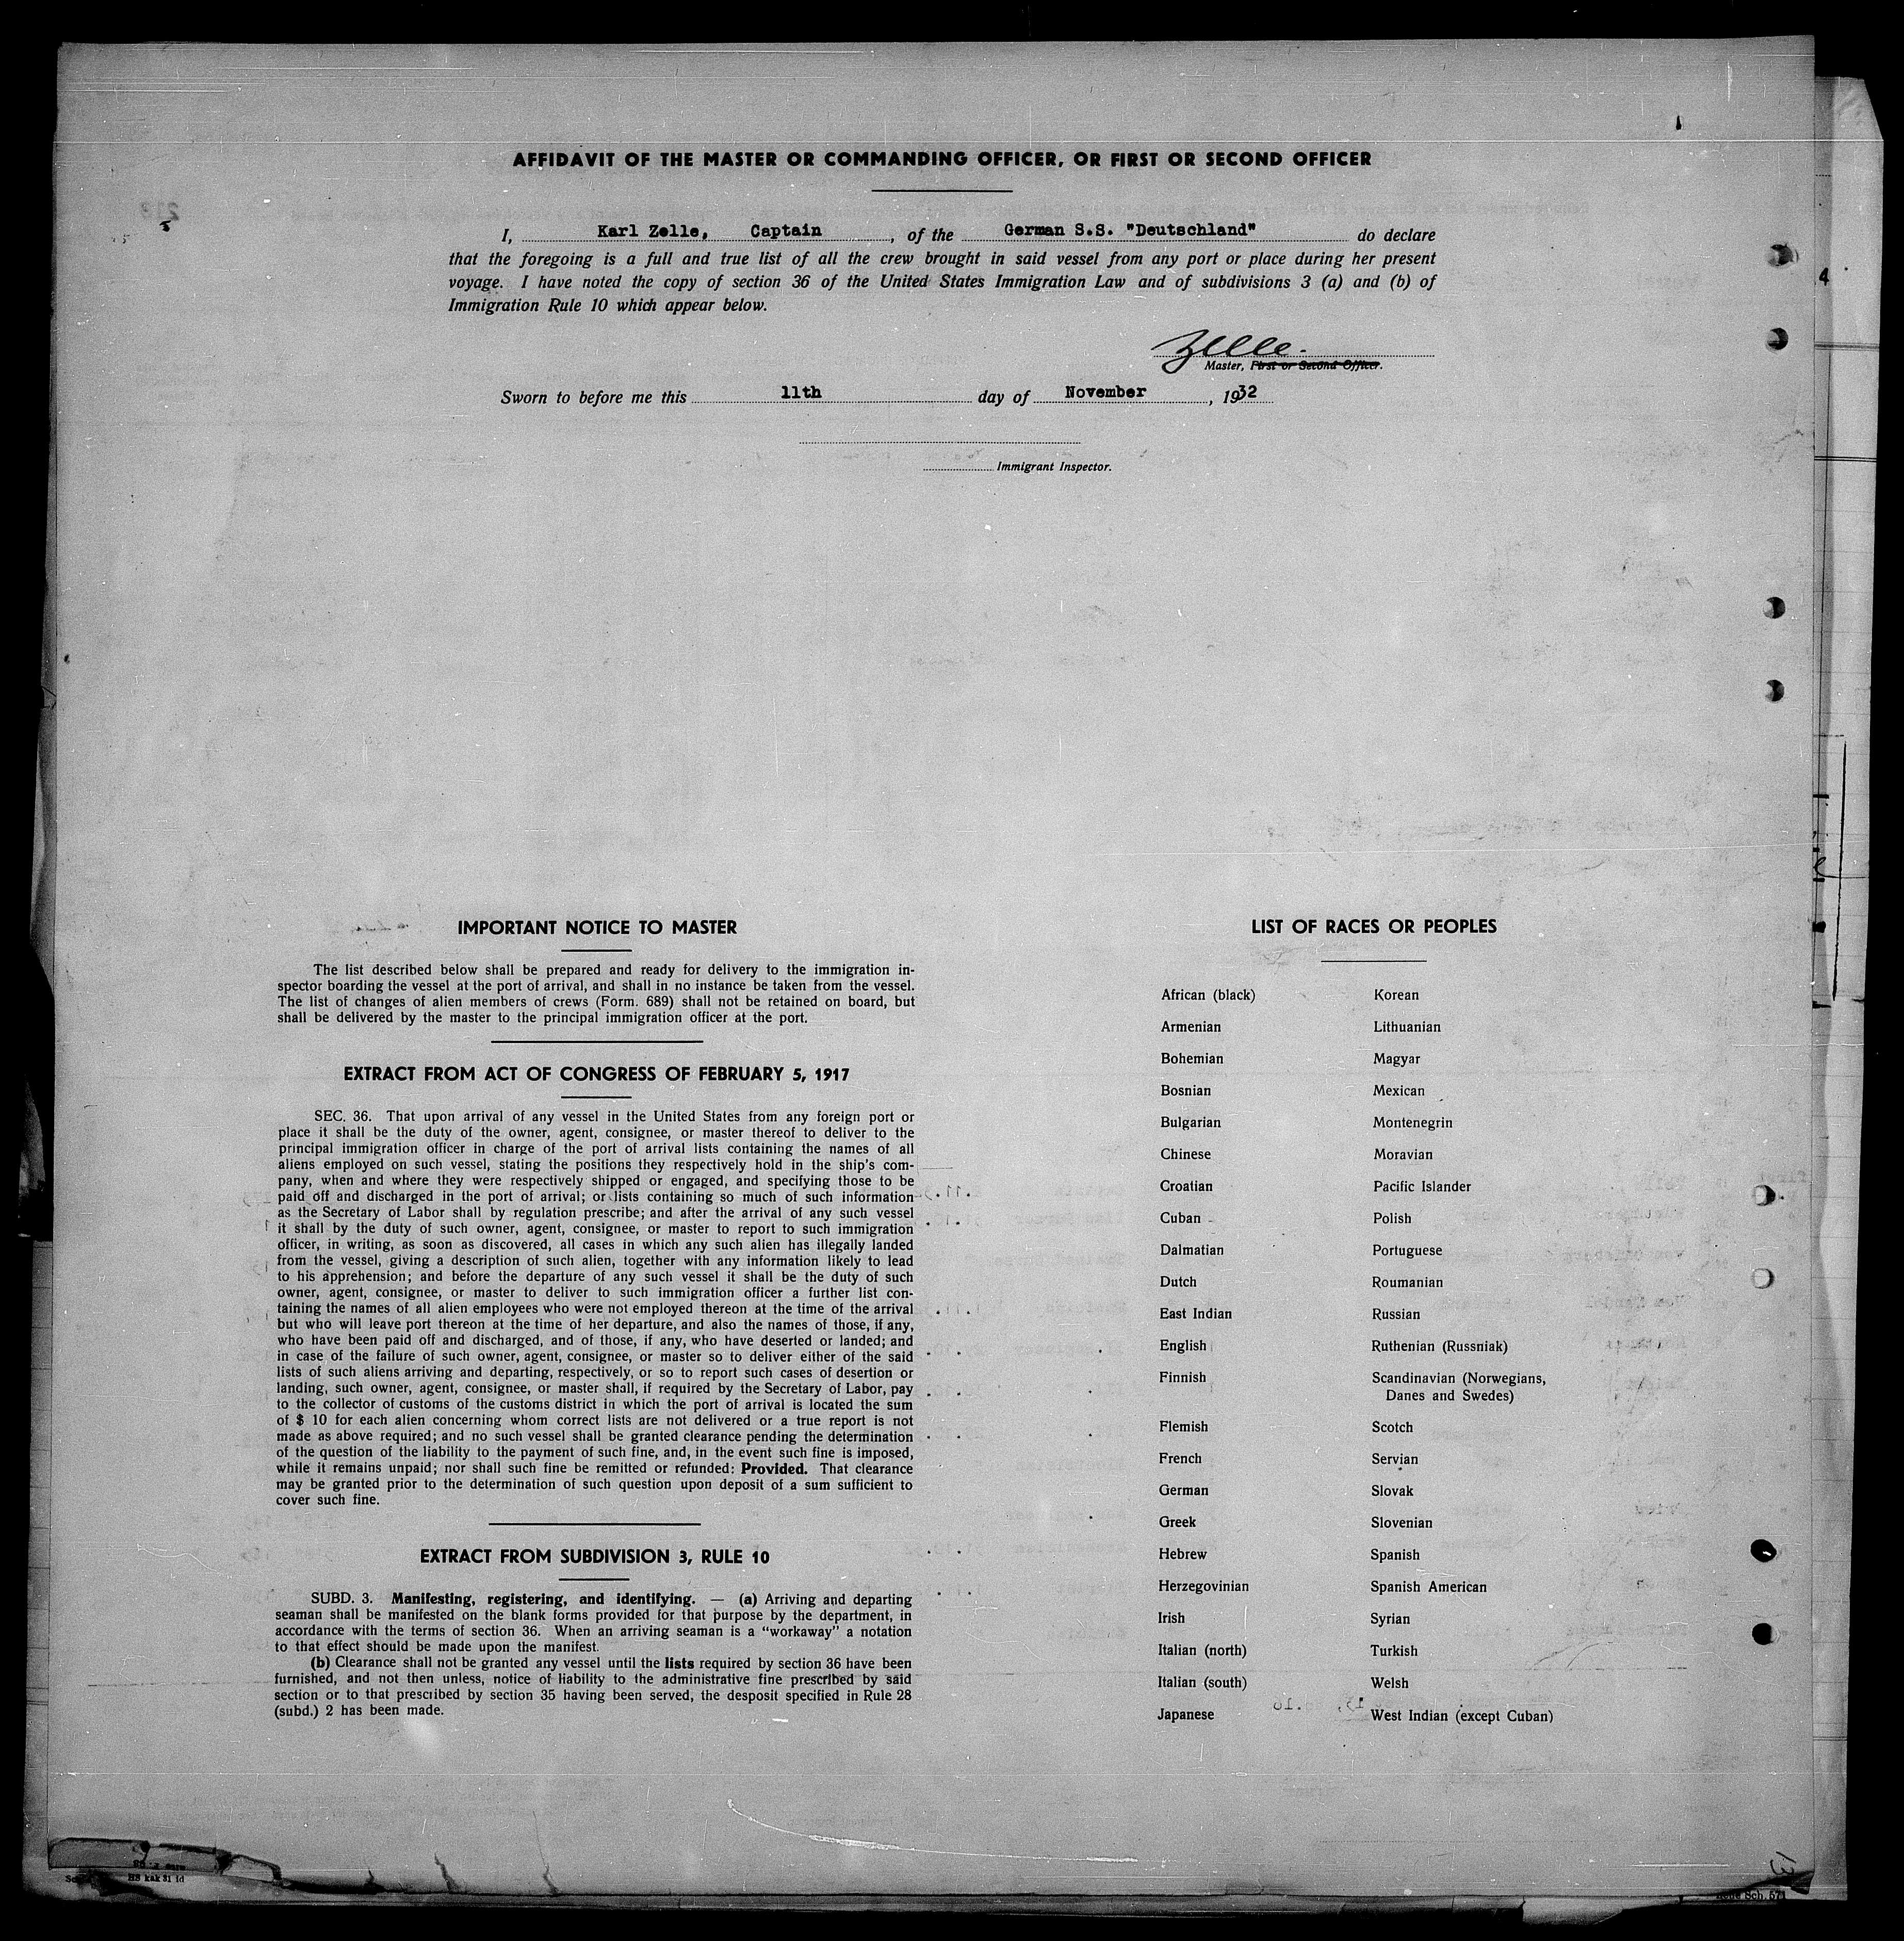 AFFIDAVIT OF THE MASTER OR COMMANDING OFFICER, OR FIRST OR SECOND OFFICER
I, Karl Zelle, Captain, of the German S.S. "Deutschland" do declare
that the foregoing is a full and true list of all the crew brought in said vessel from any port or place during her present
voyage. I have noted the copy of section 36 of the United States Immigration Law and of subdivisions 3 (a) and (b) of
Immigration Rule 10 which appear below.
Zelle.
Master, First or Second Officer.
Sworn to before me this 11th day of November, 1932
Immigrant Inspector.
4
IMPORTANT NOTICE TO MASTER
The list described below shall be prepared and ready for delivery to the immigration in-
spector boarding the vessel at the port of arrival, and shall in no instance be taken from the vessel.
The list of changes of alien members of crews (Form. 689) shall not be retained on board, but
shall be delivered by the master to the principal immigration officer at the port.
EXTRACT FROM ACT OF CONGRESS OF FEBRUARY 5, 1917
SEC. 36. That upon arrival of any vessel in the United States from any foreign port or
place it shall be the duty of the owner, agent, consignee, or master thereof to deliver to the
principal immigration officer in charge of the port of arrival lists containing the names of all
aliens employed on such vessel, stating the positions they respectively hold in the ship's com-
pany, when and where they were respectively shipped or engaged, and specifying those to be
paid off and discharged in the port of arrival; or lists containing so much of such information
as the Secretary of Labor shall by regulation prescribe; and after the arrival of any such vessel
it shall by the duty of such owner, agent, consignee, or master to report to such immigration
officer, in writing, as soon as discovered, all cases in which any such alien has illegally landed
from the vessel, giving a description of such alien, together with any information likely to lead
to his apprehension; and before the departure of any such vessel it shall be the duty of such
owner, agent, consignee, or master to deliver to such immigration officer a further list con-
taining the names of all alien employees who were not employed thereon at the time of the arrival
but who will leave port thereon at the time of her departure, and also the names of those, if any,
who have been paid off and discharged, and of those, if any, who have deserted or landed; and
in case of the failure of such owner, agent, consignee, or master so to deliver either of the said
lists of such aliens arriving and departing, respectively, or so to report such cases of desertion or
landing, such owner, agent, consignee, or master shall, if required by the Secretary of Labor, pay
to the collector of customs of the customs district in which the port of arrival is located the sum
of $ 10 for each alien concerning whom correct lists are not delivered or a true report is not
made as above required; and no such vessel shall be granted clearance pending the determination
of the question of the liability to the payment of such fine, and, in the event such fine is imposed,
while it remains unpaid; nor shall such fine be remitted or refunded: Provided. That clearance
may be granted prior to the determination of such question upon deposit of a sum sufficient to
cover such fine.
EXTRACT FROM SUBDIVISION 3, RULE 10
SUBD. 3. Manifesting, registering, and identifying. — (a) Arriving and departing
seaman shall be manifested on the blank forms provided for that purpose by the department, in
accordance with the terms of section 36. When an arriving seaman is a "workaway" a notation
to that effect should be made upon the manifest.
(b) Clearance shall not be granted any vessel until the lists required by section 36 have been
furnished, and not then unless, notice of liability to the administrative fine prescribed by said
section or to that prescribed by section 35 having been served, the desposit specified in Rule 28
(subd.) 2 has been made.
LIST OF RACES OR PEOPLES
African (black) Korean
Armenian Lithuanian
Bohemian Magyar
Bosnian Mexican
Bulgarian Montenegrin
Chinese Moravian
Croatian Pacific Islander
Cuban Polish
Dalmatian Portuguese
Dutch Roumanian
East Indian Russian
English Ruthenian (Russniak)
Finnish Scandinavian (Norwegians,
Danes and Swedes)
Flemish Scotch
French Servian
German Slovak
Greek Slovenian
Hebrew Spanish
Herzegovinian Spanish American
Irish Syrian
Italian (north) Turkish
Italian (south) Welsh
Japanese West Indian (except Cuban)
HS kak 31 1d
Sch. 571